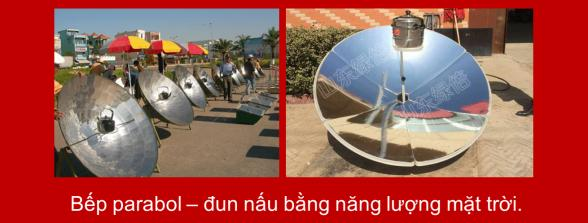 Bếp parabol – đun nấu bằng năng lượng mặt trời.